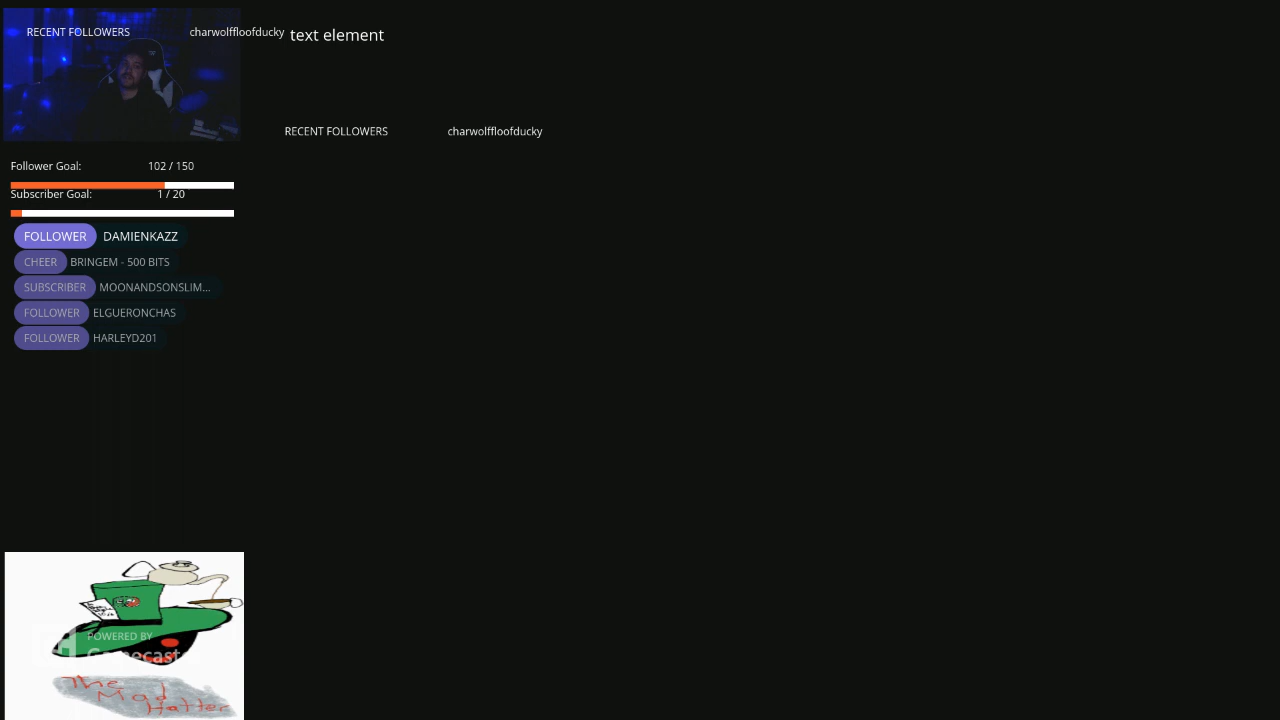 RECENT FOLLOWERS charwolffloofducky text element
RECENT FOLLOWERS charwolffloofducky
Follower Goal: 102 / 150
Subscriber Goal: 1 / 20
FOLLOWER DAMIENKAZZ
CHEER BRINGEM - 500 BITS
SUBSCRIBER MOONANDSONSLIM...
FOLLOWER ELGUERONCHAS
FOLLOWER HARLEYD201
POWERED BY
Gamecaster
The
Mad
Hatter